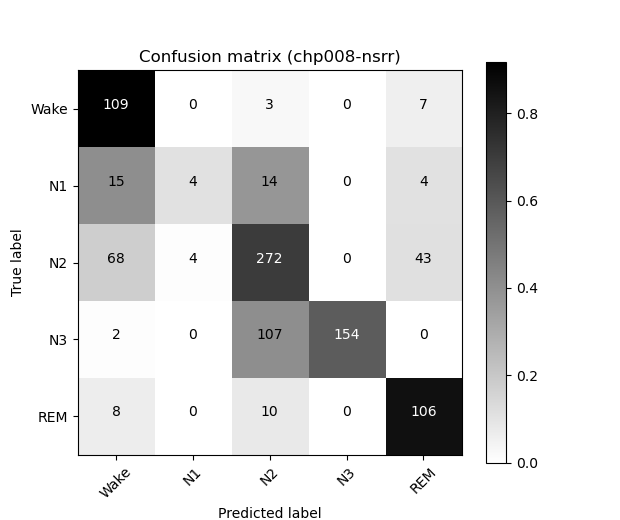 Confusion matrix (chp008-nsrr)
Wake 109 0 3 0 7
N1 15 4 14 0 4
N2 68 4 272 0 43
N3 2 0 107 154 0
REM 8 0 10 0 106
Wake N1 N2 N3 REM
Predicted label
True label
0.8
0.6
0.4
0.2
0.0